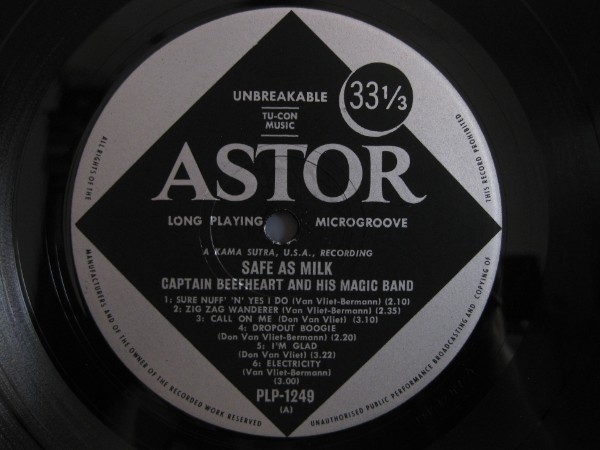 UNBREAKABLE
33 1/3
TU-CON
MUSIC
ASTOR
LONG PLAYING MICROGROOVE
A KAMA SUTRA, U.S.A., RECORDING
SAFE AS MILK
CAPTAIN BEEFHEART AND HIS MAGIC BAND
1: SURE NUFF' 'N' YES I DO (Van Vliet-Bermann) (2.10)
2: ZIG ZAG WANDERER (Van Vliet-Bermann) (2.35)
3: CALL ON ME (Don Van Vliet) (3.10)
4: DROPOUT BOOGIE
(Don Van Vliet-Bermann) (2.20)
5: I'M GLAD
(Don Van Vliet) (3.22)
6: ELECTRICITY
(Van Vliet-Bermann)
(3.00)
PLP-1249
(A)
ALL RIGHTS OF THE
MANUFACTURERS AND OF THE OWNER OF THE RECORDED WORK RESERVED
UNAUTHORISED PUBLIC PERFORMANCE BROADCASTING AND COPYING OF
THIS RECORD PROHIBITED